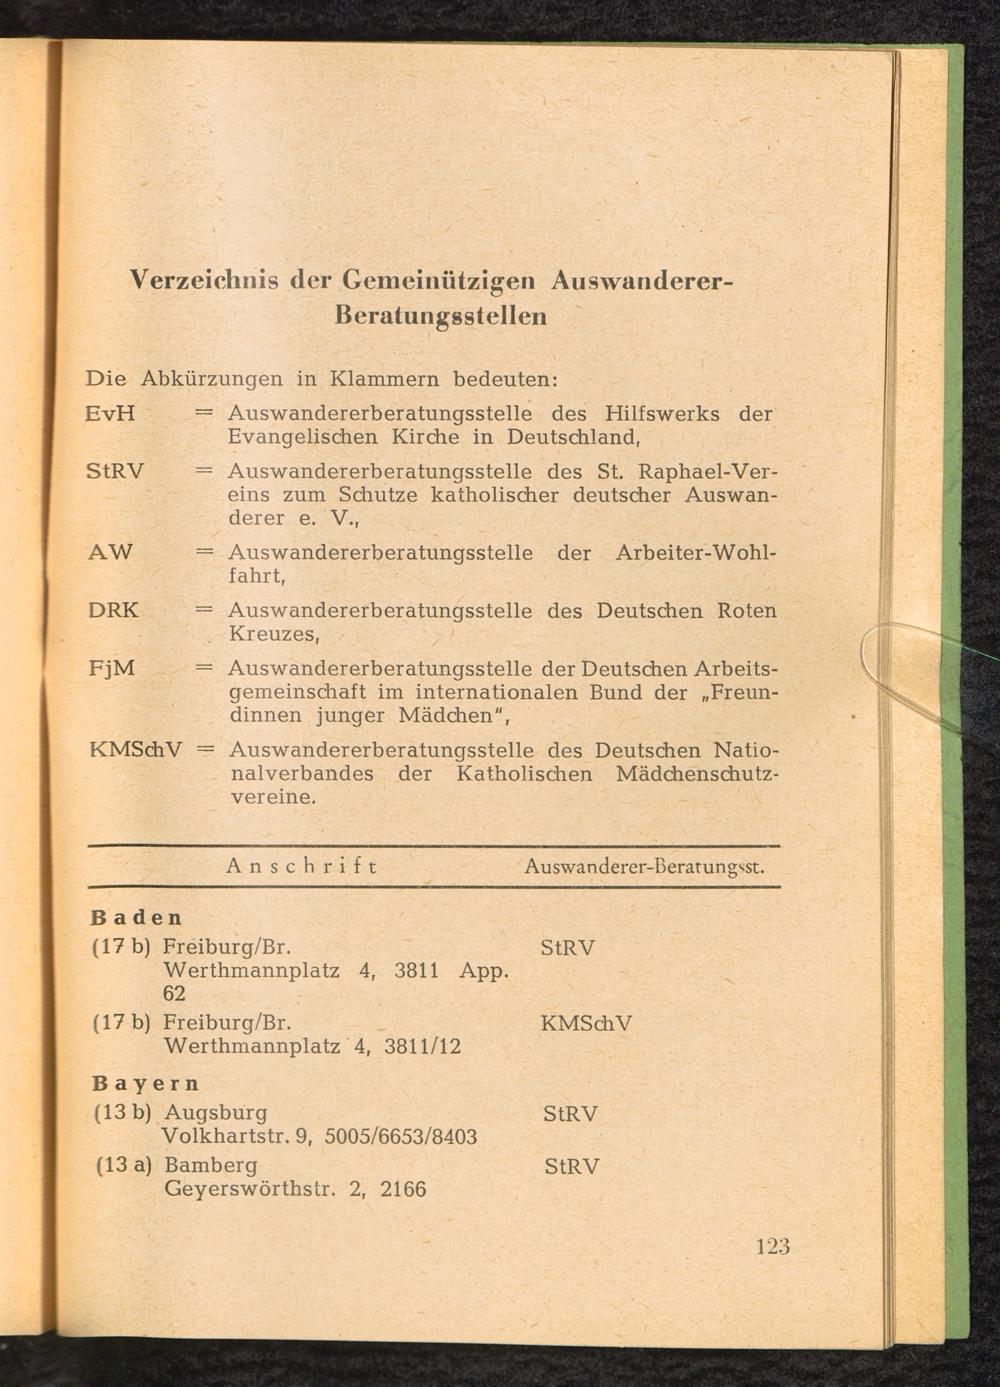 Verzeichnis der Gemeinützigen Auswanderer-
Beratungsstellen
Die Abkürzungen in Klammern bedeuten:
EvH = Auswandererberatungsstelle des Hilfswerks der
Evangelischen Kirche in Deutschland,
StRV = Auswandererberatungsstelle des St. Raphael-Ver-
eins zum Schutze katholischer deutscher Auswan-
derer e. V.,
AW = Auswandererberatungsstelle der Arbeiter-Wohl-
fahrt,
DRK = Auswandererberatungsstelle des Deutschen Roten
Kreuzes,
FjM = Auswandererberatungsstelle der Deutschen Arbeits-
gemeinschaft im internationalen Bund der „Freun-
dinnen junger Mädchen",
KMSchV = Auswandererberatungsstelle des Deutschen Natio-
nalverbandes der Katholischen Mädchenschutz-
vereine.
Anschrift Auswanderer-Beratungsst.
Baden
(17 b) Freiburg/Br. StRV
Werthmannplatz 4, 3811 App.
62
(17 b) Freiburg/Br. KMSchV
Werthmannplatz 4, 3811/12
Bayern
(13 b) Augsburg StRV
Volkhartstr. 9, 5005/6653/8403
(13 a) Bamberg StRV
Geyerswörthstr. 2, 2166
123